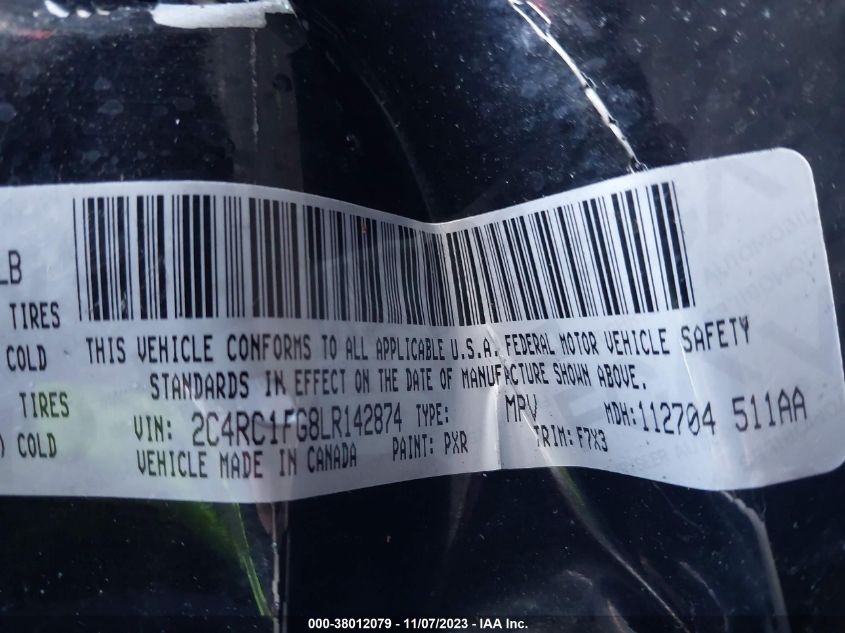 LB
TIRES
COLD
TIRES
) COLD
THIS VEHICLE CONFORMS TO ALL APPLICABLE U.S.A. FEDERAL MOTOR VEHICLE SAFETY
STANDARDS IN EFFECT ON THE DATE OF MANUFACTURE SHOWN ABOVE.
VIN: 2C4RC1FG8LR142874 TYPE: MPV MDH:112704 511AA
VEHICLE MADE IN CANADA PAINT: PXR TRIM: F7X3
000-38012079 - 11/07/2023 - IAA Inc.